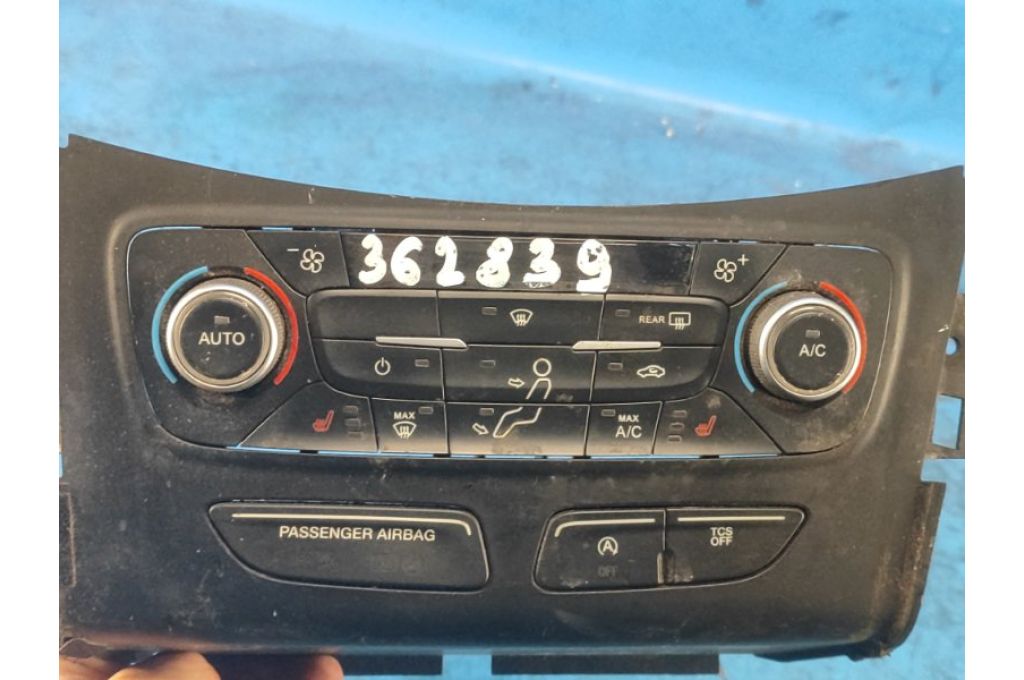 362839
REAR
AUTO
A/C
MAX
MAX
A/C
PASSENGER AIRBAG
A
OFF
TCS
OFF